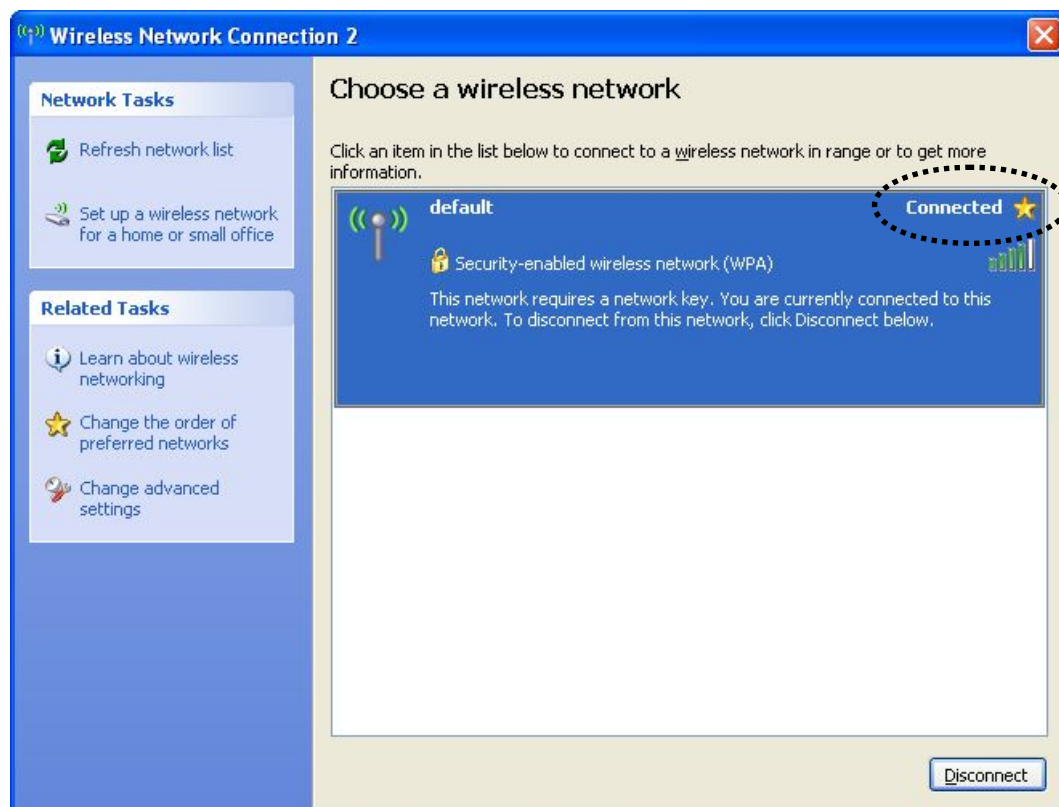 Wireless Network Connection 2
Network Tasks
Refresh network list
Set up a wireless network
for a home or small office
Related Tasks
Learn about wireless
networking
Change the order of
preferred networks
Change advanced
settings
Choose a wireless network
Click an item in the list below to connect to a wireless network in range or to get more
information.
default Connected
Security-enabled wireless network (WPA)
This network requires a network key. You are currently connected to this
network. To disconnect from this network, click Disconnect below.
Disconnect